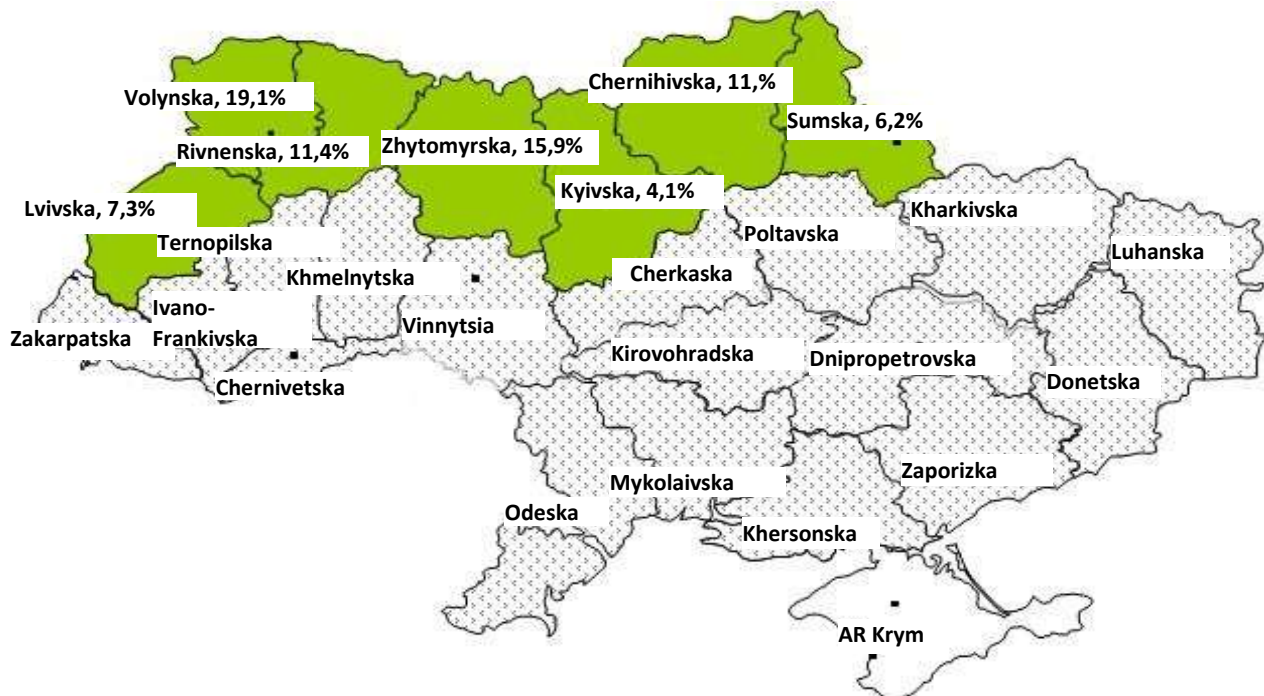 Chernihivska, 11,%
Volynska, 19,1%
Sumska, 6,2%
Rivnenska, 11,4%
Zhytomyrska, 15,9%
Kyivska, 4,1%
Lvivska, 7,3%
Kharkivska
Ternopilska
Poltavska
Luhanska
Khmelnytska
Cherkaska
Ivano-
Frankivska
Zakarpatska
Vinnytsia
Kirovohradska
Dnipropetrovska
Chernivetska
Donetska
Zaporizka
Mykolaivska
Odeska
Khersonska
AR Krym